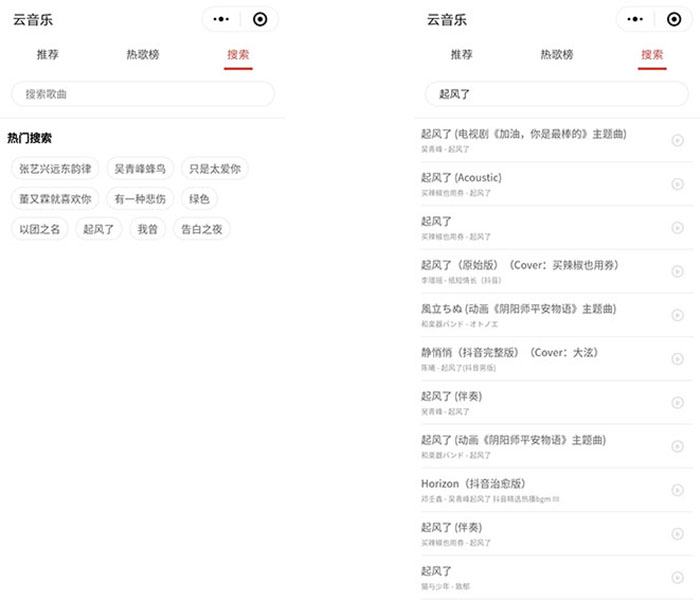 云音乐
推荐 热歌榜 搜索
搜索歌曲
热门搜索
张艺兴远东韵律 吴青峰蜂鸟 只是太爱你
董又霖就喜欢你 有一种悲伤 绿色
以团之名 起风了 我曾 告白之夜
云音乐
推荐 热歌榜 搜索
起风了
起风了 (电视剧《加油，你是最棒的》主题曲)
吴青峰 - 起风了
起风了 (Acoustic)
买辣椒也用券 - 起风了
起风了
买辣椒也用券 - 起风了
起风了（原始版）（Cover：买辣椒也用券）
李瑨瑶 - 纸短情长（抖音）
風立ちぬ (动画《阴阳师平安物语》主题曲)
和楽器バンド - オトノエ
静悄悄（抖音完整版）（Cover：大泫）
陈曦 - 起风了(抖音男版)
起风了 (伴奏)
吴青峰 - 起风了
起风了 (动画《阴阳师平安物语》主题曲)
和楽器バンド - 起风了
Horizon（抖音治愈版）
邓壬鑫 - 吴青峰起风了 抖音精选热播bgm III
起风了 (伴奏)
买辣椒也用券 - 起风了
起风了
猫与少年 - 致郁